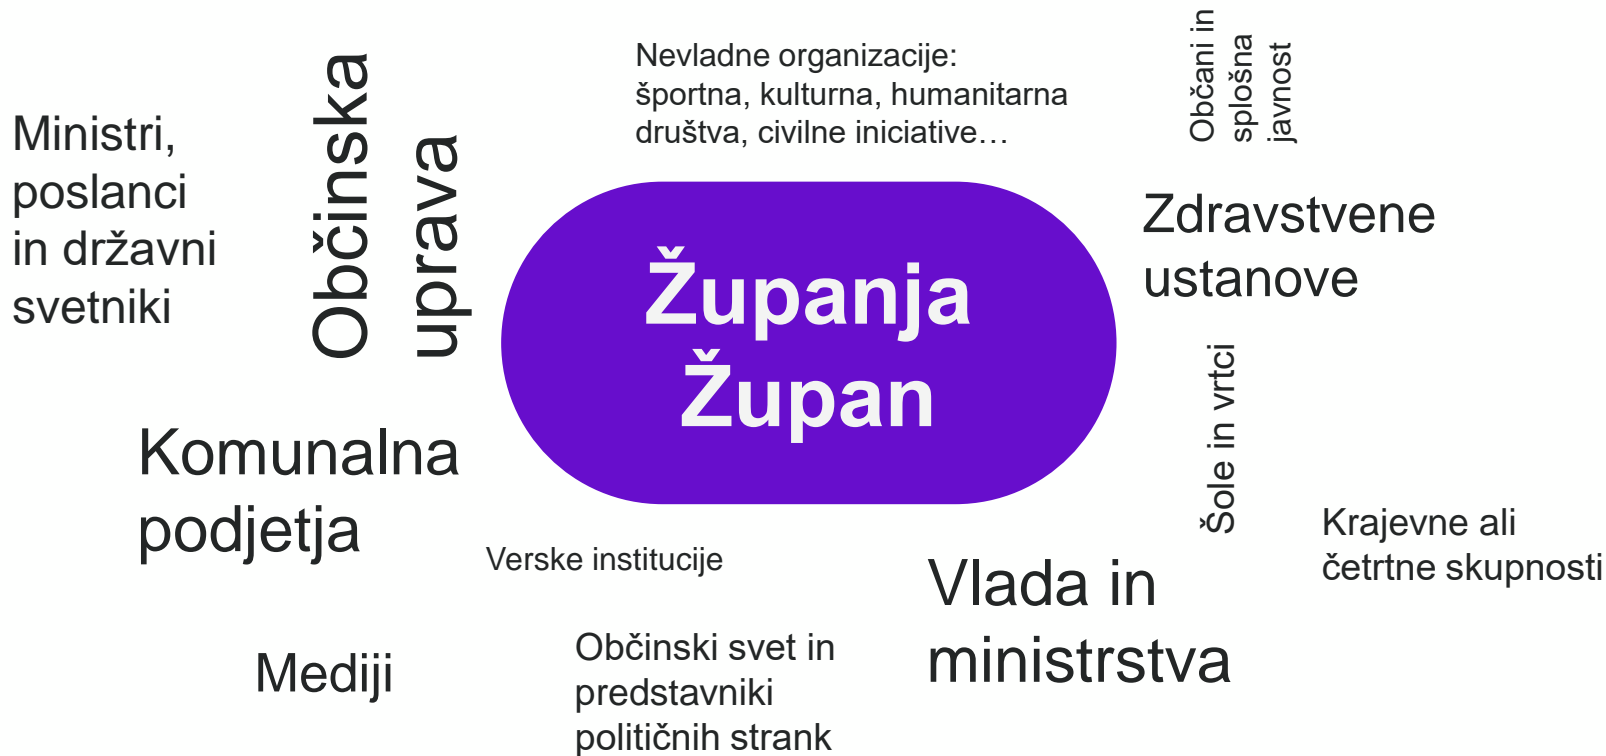 Ministri,
poslanci
in državni
svetniki
Občinska
uprava
Nevladne organizacije:
športna, kulturna, humanitarna
društva, civilne iniciative…
Občani in
splošna
javnost
Županja
Župan
Zdravstvene
ustanove
Šole in vrtci
Komunalna
podjetja
Verske institucije
Vlada in
ministrstva
Krajevne ali
četrtne skupnosti
Mediji
Občinski svet in
predstavniki
političnih strank